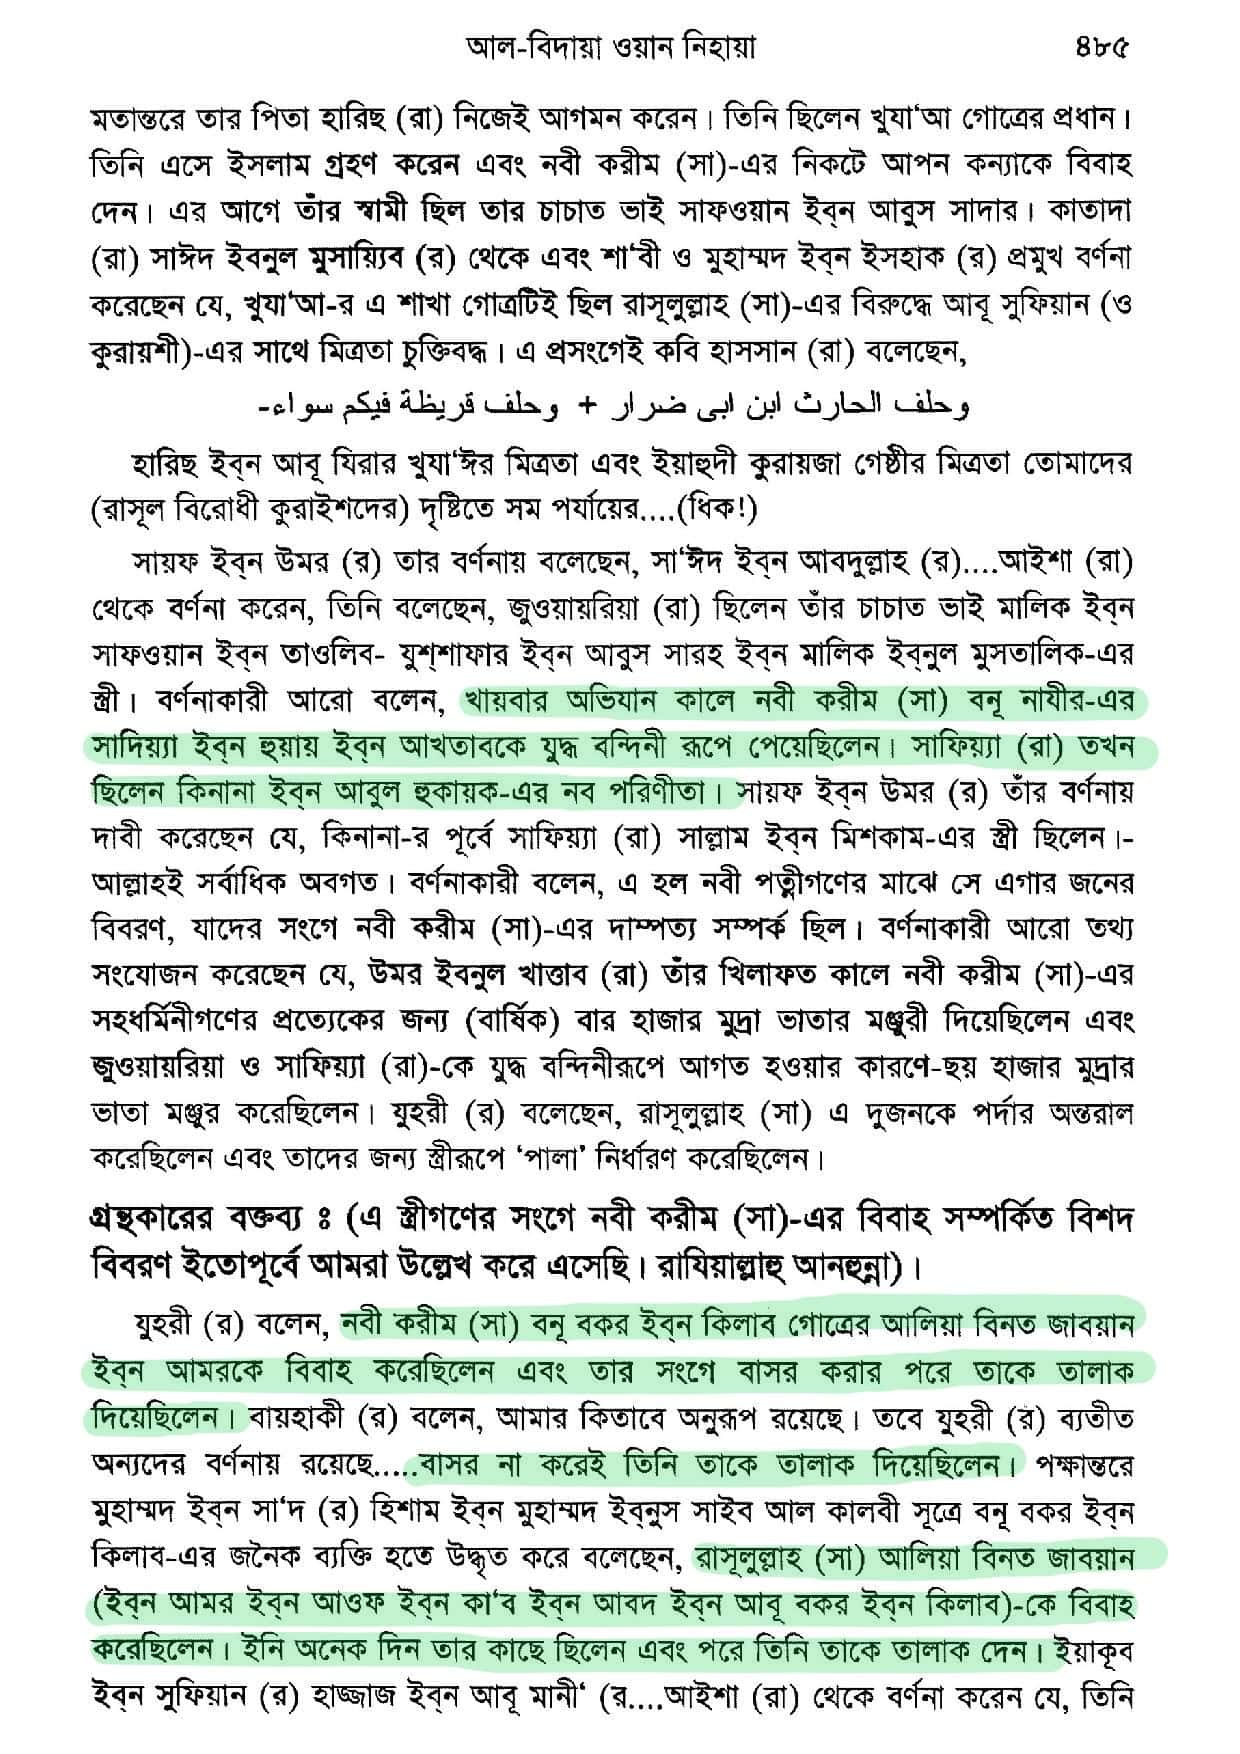 আল-বিদায়া ওয়ান নিহায়া ৪৮৫
মতান্তরে তার পিতা হারিছ (রা) নিজেই আগমন করেন। তিনি ছিলেন খুযা'আ গোত্রের প্রধান।
তিনি এসে ইসলাম গ্রহণ করেন এবং নবী করীম (সা)-এর নিকটে আপন কন্যাকে বিবাহ
দেন। এর আগে তাঁর স্বামী ছিল তার চাচাত ভাই সাফওয়ান ইব্‌ন আবুস সাদার। কাতাদা
(রা) সাঈদ ইবনুল মুসায়্যিব (র) থেকে এবং শা'বী ও মুহাম্মদ ইব্‌ন ইসহাক (র) প্রমুখ বর্ণনা
করেছেন যে, খুযা'আ-র এ শাখা গোত্রটিই ছিল রাসূলুল্লাহ (সা)-এর বিরুদ্ধে আবূ সুফিয়ান (ও
কুরায়শী)-এর সাথে মিত্রতা চুক্তিবদ্ধ। এ প্রসংগেই কবি হাসসান (রা) বলেছেন,
وحلف الحارث ابن ابى ضرار + وحلف قريظة فيكم سواء-
হারিছ ইব্‌ন আবূ যিরার খুযা'ঈর মিত্রতা এবং ইয়াহুদী কুরায়জা গেষ্ঠীর মিত্রতা তোমাদের
(রাসূল বিরোধী কুরাইশদের) দৃষ্টিতে সম পর্যায়ের....(ধিক!)
সায়ফ ইব্‌ন উমর (র) তার বর্ণনায় বলেছেন, সা'ঈদ ইব্‌ন আবদুল্লাহ (র)....আইশা (রা)
থেকে বর্ণনা করেন, তিনি বলেছেন, জুওয়ায়রিয়া (রা) ছিলেন তাঁর চাচাত ভাই মালিক ইব্‌ন
সাফওয়ান ইব্‌ন তাওলিব- যুশ্শাফার ইব্‌ন আবুস সারহ ইব্‌ন মালিক ইবনুল মুসতালিক-এর
স্ত্রী। বর্ণনাকারী আরো বলেন, খায়বার অভিযান কালে নবী করীম (সা) বনূ নাযীর-এর
সাদিয়্যা ইব্‌ন হুয়ায় ইব্‌ন আখতাবকে যুদ্ধ বন্দিনী রূপে পেয়েছিলেন। সাফিয়্যা (রা) তখন
ছিলেন কিনানা ইব্‌ন আবুল হুকায়ক-এর নব পরিণীতা। সায়ফ ইব্‌ন উমর (র) তাঁর বর্ণনায়
দাবী করেছেন যে, কিনানা-র পূর্বে সাফিয়্যা (রা) সাল্লাম ইব্‌ন মিশকাম-এর স্ত্রী ছিলেন।-
আল্লাহই সর্বাধিক অবগত। বর্ণনাকারী বলেন, এ হল নবী পত্নীগণের মাঝে সে এগার জনের
বিবরণ, যাদের সংগে নবী করীম (সা)-এর দাম্পত্য সম্পর্ক ছিল। বর্ণনাকারী আরো তথ্য
সংযোজন করেছেন যে, উমর ইবনুল খাত্তাব (রা) তাঁর খিলাফত কালে নবী করীম (সা)-এর
সহধর্মিনীগণের প্রত্যেকের জন্য (বার্ষিক) বার হাজার মুদ্রা ভাতার মঞ্জুরী দিয়েছিলেন এবং
জুওয়ায়রিয়া ও সাফিয়্যা (রা)-কে যুদ্ধ বন্দিনীরূপে আগত হওয়ার কারণে-ছয় হাজার মুদ্রার
ভাতা মঞ্জুর করেছিলেন। যুহরী (র) বলেছেন, রাসূলুল্লাহ (সা) এ দুজনকে পর্দার অন্তরাল
করেছিলেন এবং তাদের জন্য স্ত্রীরূপে 'পালা' নির্ধারণ করেছিলেন।
গ্রন্থকারের বক্তব্য ঃ (এ স্ত্রীগণের সংগে নবী করীম (সা)-এর বিবাহ সম্পর্কিত বিশদ
বিবরণ ইতোপূর্বে আমরা উল্লেখ করে এসেছি। রাযিয়াল্লাহু আনহুন্না)।
যুহরী (র) বলেন, নবী করীম (সা) বনূ বকর ইব্‌ন কিলাব গোত্রের আলিয়া বিনত জাবয়ান
ইব্‌ন আমরকে বিবাহ করেছিলেন এবং তার সংগে বাসর করার পরে তাকে তালাক
দিয়েছিলেন। বায়হাকী (র) বলেন, আমার কিতাবে অনুরূপ রয়েছে। তবে যুহরী (র) ব্যতীত
অন্যদের বর্ণনায় রয়েছে.....বাসর না করেই তিনি তাকে তালাক দিয়েছিলেন। পক্ষান্তরে
মুহাম্মদ ইব্‌ন সা'দ (র) হিশাম ইব্‌ন মুহাম্মদ ইবনুস সাইব আল কালবী সূত্রে বনূ বকর ইব্‌ন
কিলাব-এর জনৈক ব্যক্তি হতে উদ্ধৃত করে বলেছেন, রাসূলুল্লাহ (সা) আলিয়া বিনত জাবয়ান
(ইব্‌ন আমর ইব্‌ন আওফ ইব্‌ন কা'ব ইব্‌ন আবদ ইব্‌ন আবূ বকর ইব্‌ন কিলাব)-কে বিবাহ
করেছিলেন। ইনি অনেক দিন তার কাছে ছিলেন এবং পরে তিনি তাকে তালাক দেন। ইয়াকূব
ইব্‌ন সুফিয়ান (র) হাজ্জাজ ইব্‌ন আবূ মানী' (র....আইশা (রা) থেকে বর্ণনা করেন যে, তিনি